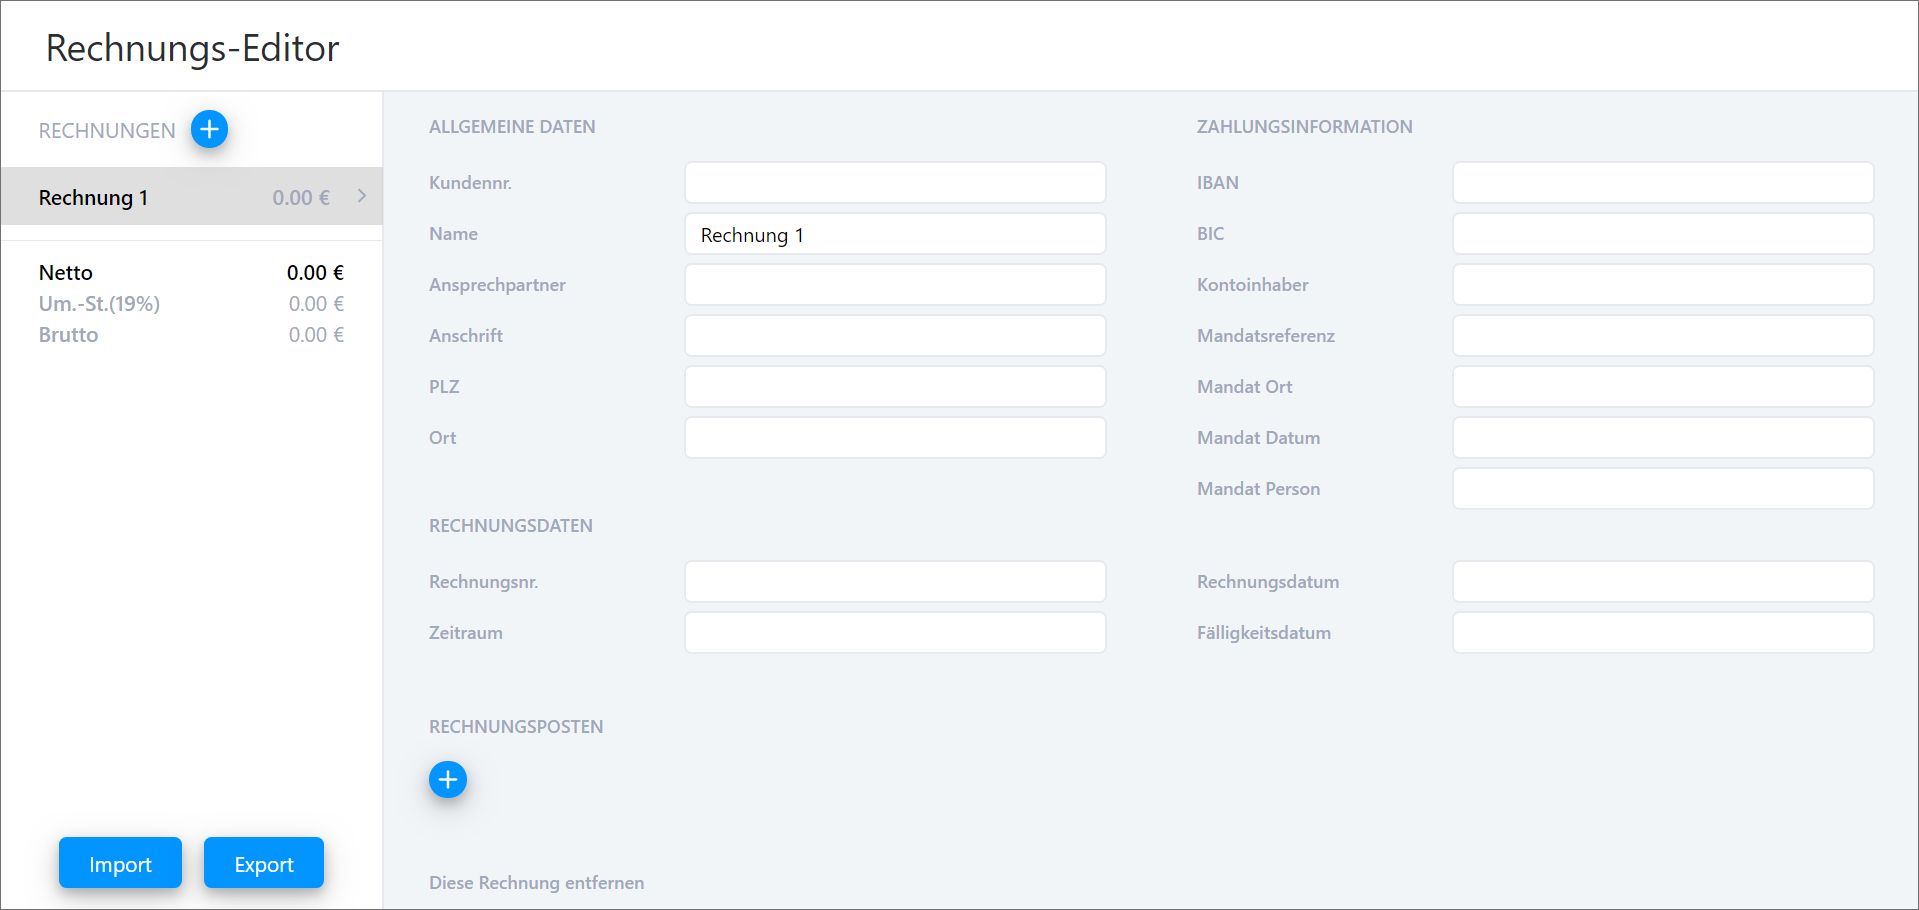 Rechnungs-Editor
RECHNUNGEN
Rechnung 1 0.00 €
Netto 0.00 €
Um.-St.(19%) 0.00 €
Brutto 0.00 €
Import Export
ALLGEMEINE DATEN
Kundennr.
Name Rechnung 1
Ansprechpartner
Anschrift
PLZ
Ort
ZAHLUNGSINFORMATION
IBAN
BIC
Kontoinhaber
Mandatsreferenz
Mandat Ort
Mandat Datum
Mandat Person
RECHNUNGSDATEN
Rechnungsnr. Rechnungsdatum
Zeitraum Fälligkeitsdatum
RECHNUNGSPOSTEN
Diese Rechnung entfernen